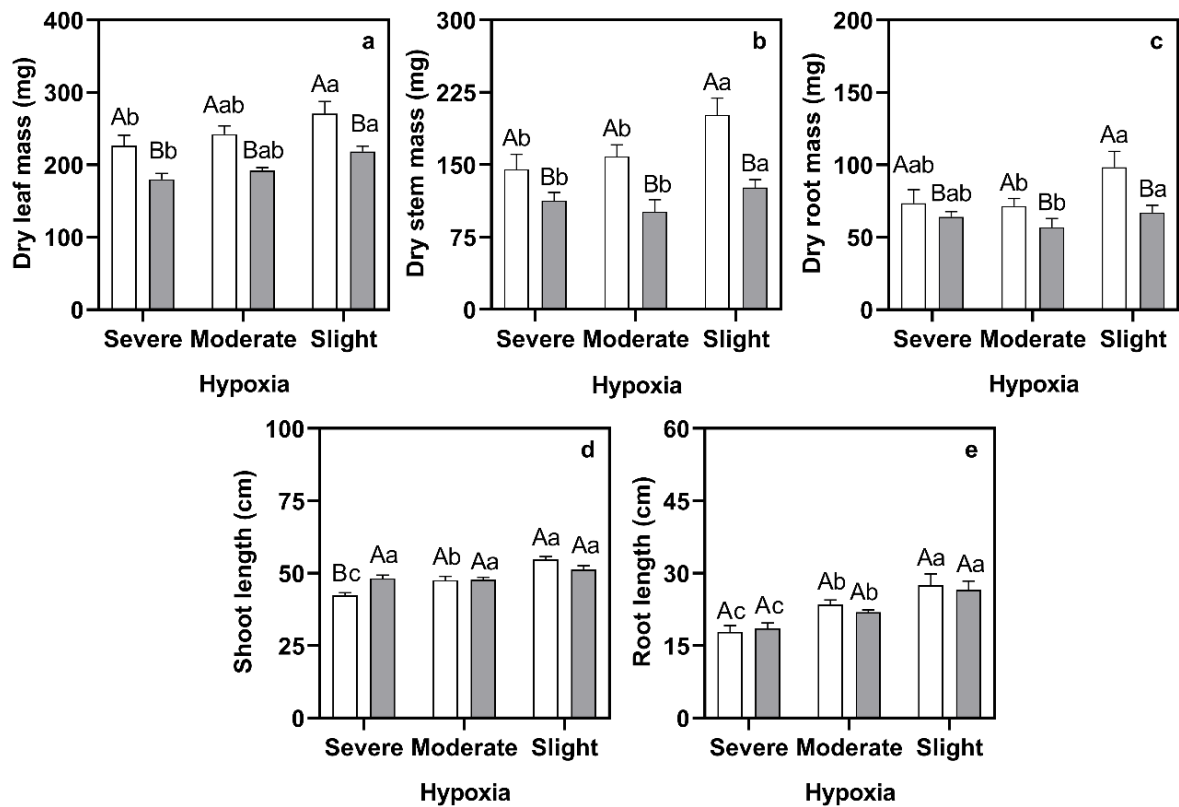 a
Dry leaf mass (mg)
400
300
200
100
0
Ab
Bb
Aab
Bab
Aa
Ba
Severe Moderate Slight
Hypoxia
b
Dry stem mass (mg)
300
225
150
75
0
Ab
Bb
Ab
Bb
Aa
Ba
Severe Moderate Slight
Hypoxia
c
Dry root mass (mg)
200
150
100
50
0
Aab
Bab
Ab
Bb
Aa
Ba
Severe Moderate Slight
Hypoxia
d
Shoot length (cm)
100
75
50
25
0
Bc
Aa
Ab
Aa
Aa
Aa
Severe Moderate Slight
Hypoxia
e
Root length (cm)
60
45
30
15
0
Ac
Ac
Ab
Ab
Aa
Aa
Severe Moderate Slight
Hypoxia